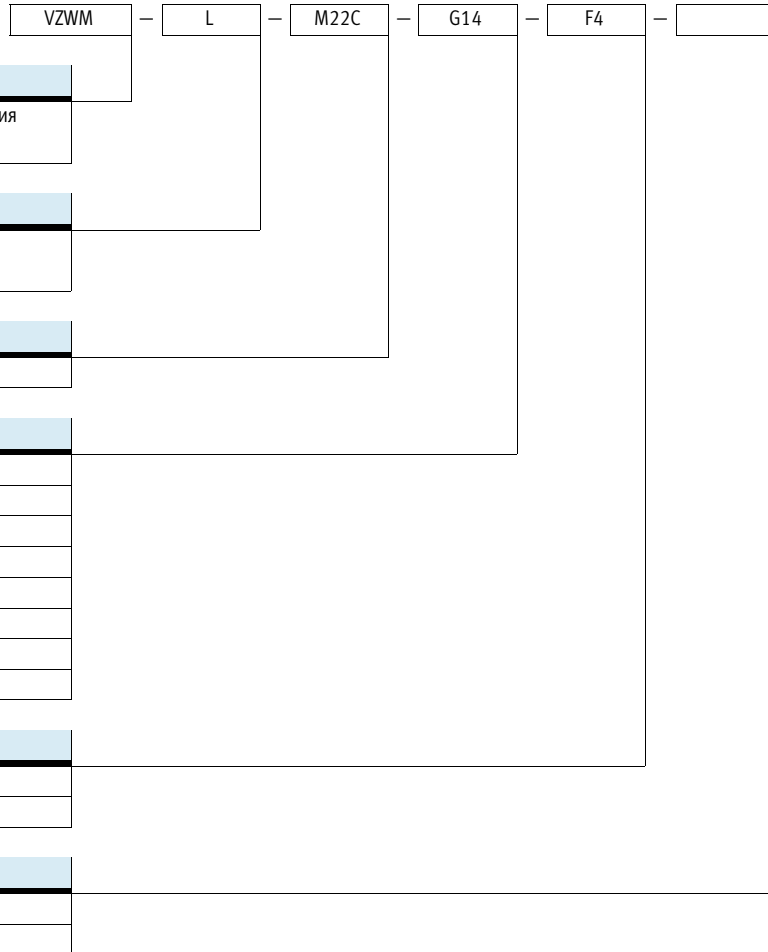 VZWM — L — M22C — G14 — F4 —
ия